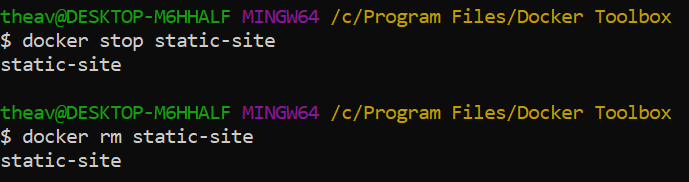 theav@DESKTOP-M6HHALF MINGW64 /c/Program Files/Docker Toolbox
$ docker stop static-site
static-site
theav@DESKTOP-M6HHALF MINGW64 /c/Program Files/Docker Toolbox
$ docker rm static-site
static-site